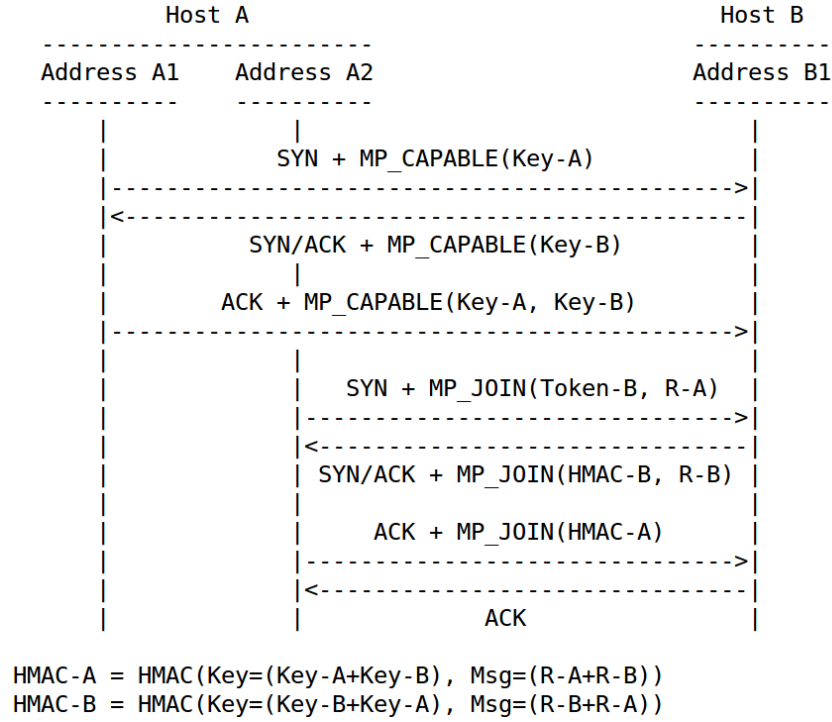 Host A Host B
Address A1 Address A2 Address B1
SYN + MP_CAPABLE(Key-A)
SYN/ACK + MP_CAPABLE(Key-B)
ACK + MP_CAPABLE(Key-A, Key-B)
SYN + MP_JOIN(Token-B, R-A)
SYN/ACK + MP_JOIN(HMAC-B, R-B)
ACK + MP_JOIN(HMAC-A)
ACK
HMAC-A = HMAC(Key=(Key-A+Key-B), Msg=(R-A+R-B))
HMAC-B = HMAC(Key=(Key-B+Key-A), Msg=(R-B+R-A))